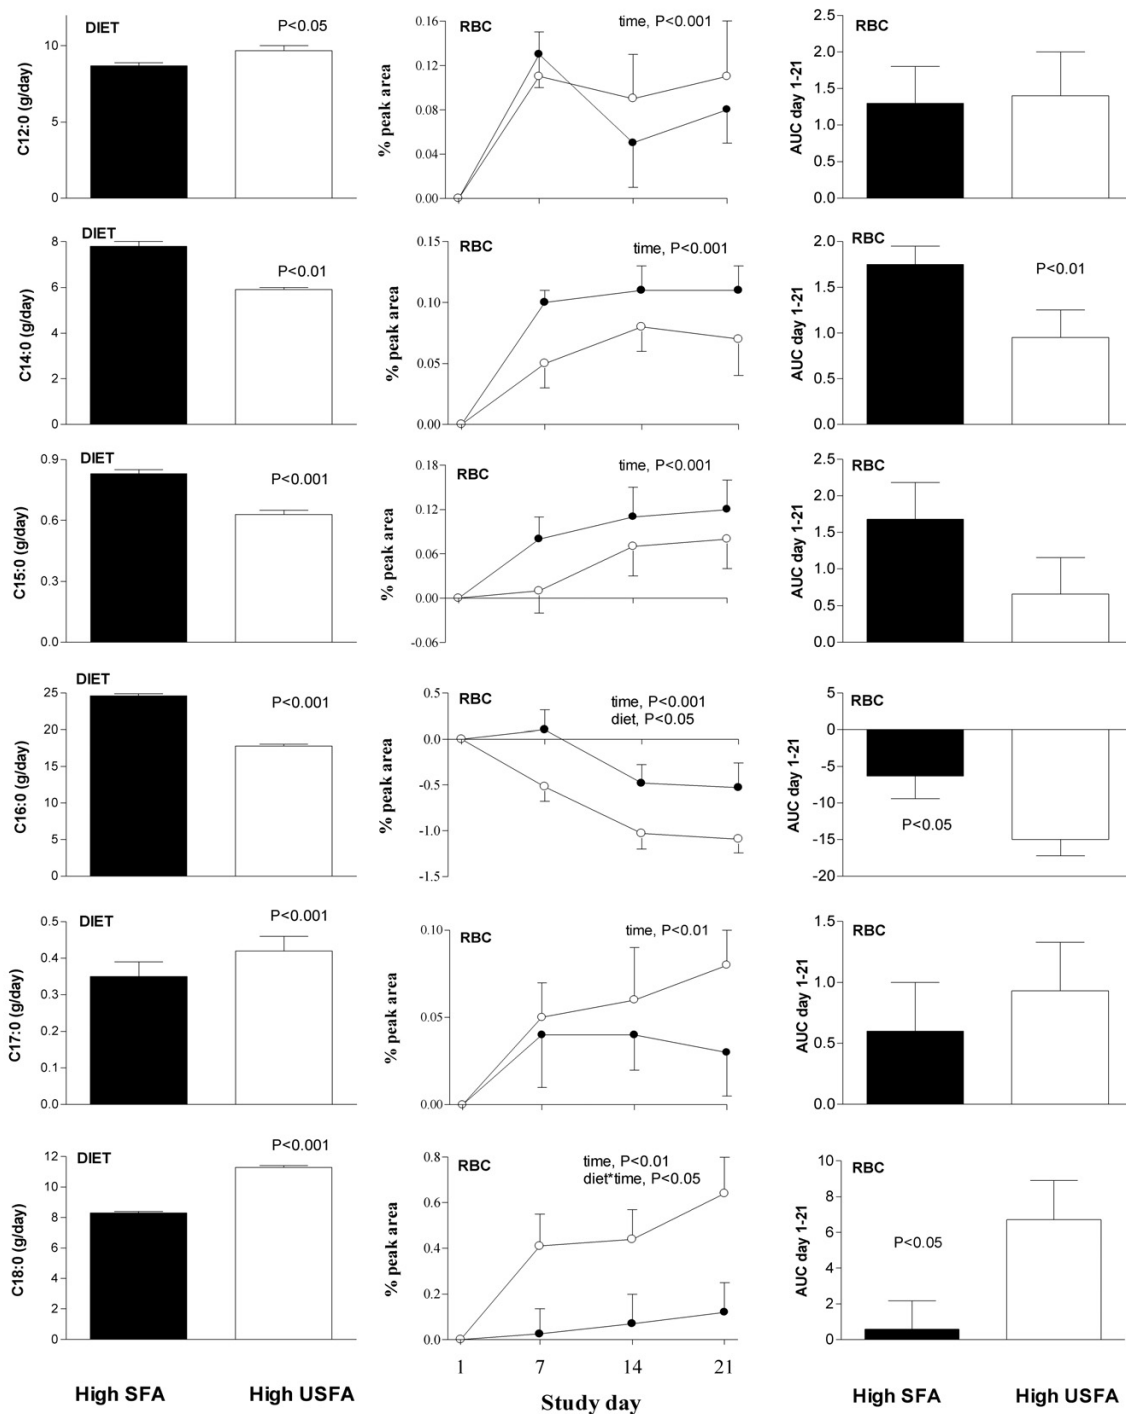 DIET
P<0.05
C12:0 (g/day)
10
5
0
RBC
time, P<0.001
% peak area
0.16
0.12
0.08
0.04
0.00
RBC
AUC day 1-21
2.5
2.0
1.5
1.0
0.5
0.0
DIET
P<0.01
C14:0 (g/day)
8
6
4
2
0
RBC
time, P<0.001
% peak area
0.15
0.10
0.05
0.00
RBC
P<0.01
AUC day 1-21
2.0
1.5
1.0
0.5
0.0
DIET
P<0.001
C15:0 (g/day)
0.9
0.6
0.3
0.0
RBC
time, P<0.001
% peak area
0.18
0.12
0.06
0.00
-0.06
RBC
AUC day 1-21
2.5
2.0
1.5
1.0
0.5
0.0
DIET
P<0.001
C16:0 (g/day)
25
20
15
10
5
0
RBC
time, P<0.001
diet, P<0.05
% peak area
0.5
0.0
-0.5
-1.0
-1.5
RBC
P<0.05
AUC day 1-21
5
0
-5
-10
-15
-20
DIET
P<0.001
C17:0 (g/day)
0.5
0.4
0.3
0.2
0.1
0.0
RBC
time, P<0.01
% peak area
0.10
0.05
0.00
RBC
AUC day 1-21
1.5
1.0
0.5
0.0
DIET
P<0.001
C18:0 (g/day)
12
10
8
6
4
2
0
RBC
time, P<0.01
diet*time, P<0.05
% peak area
0.8
0.6
0.4
0.2
0.0
1 7 14 21
RBC
P<0.05
AUC day 1-21
10
8
6
4
2
0
High SFA High USFA
Study day
High SFA High USFA